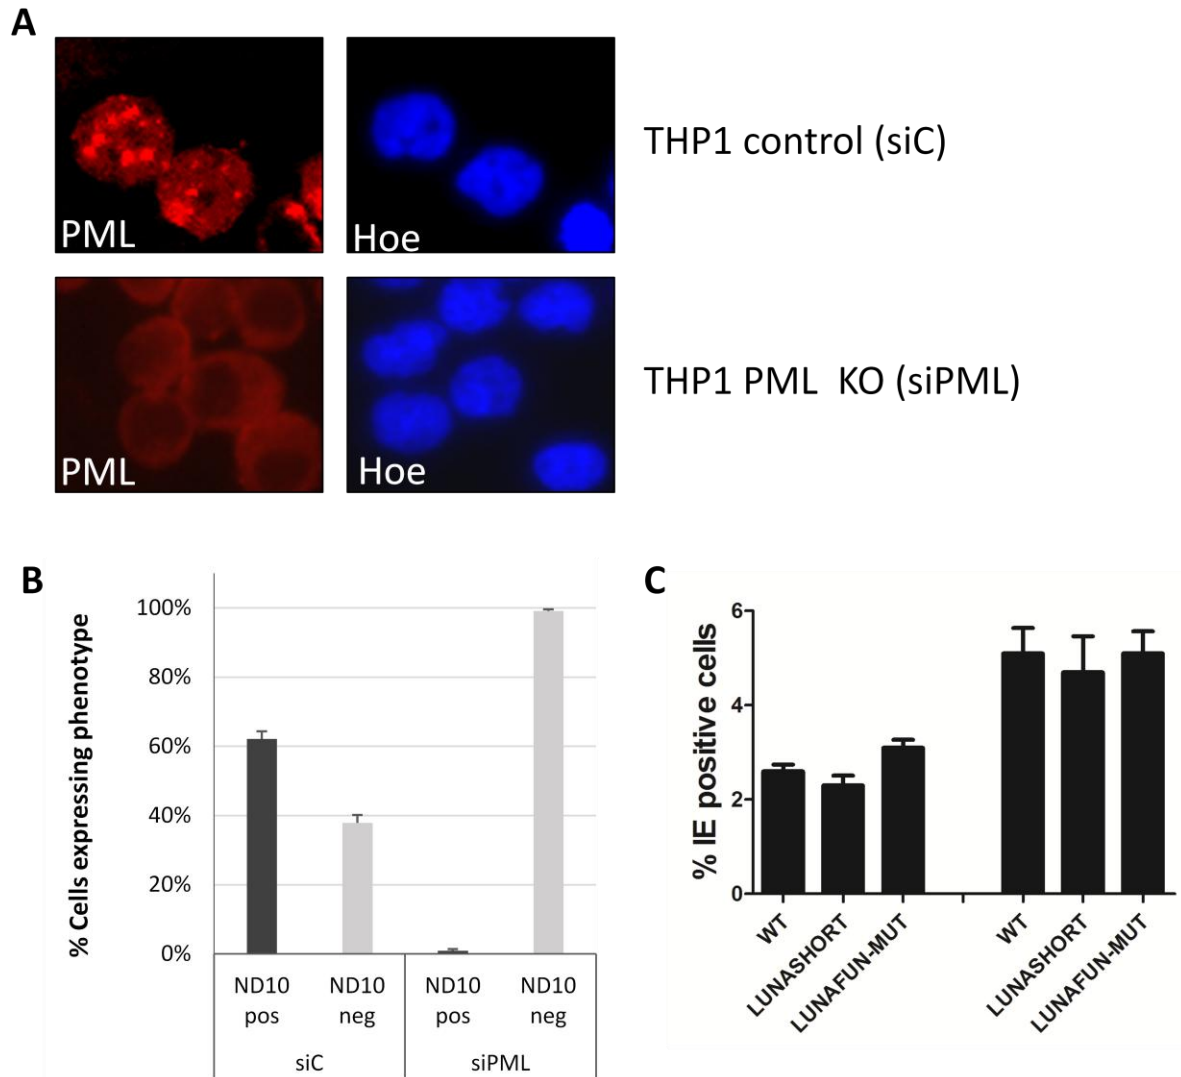 A
PML
Hoe
THP1 control (siC)
PML
Hoe
THP1 PML KO (siPML)
B
% Cells expressing phenotype
100%
80%
60%
40%
20%
0%
ND10 pos
ND10 neg
ND10 pos
ND10 neg
siC
siPML
C
% IE positive cells
6
4
2
0
WT
LUNASHORT
LUNAFUN-MUT
WT
LUNASHORT
LUNAFUN-MUT